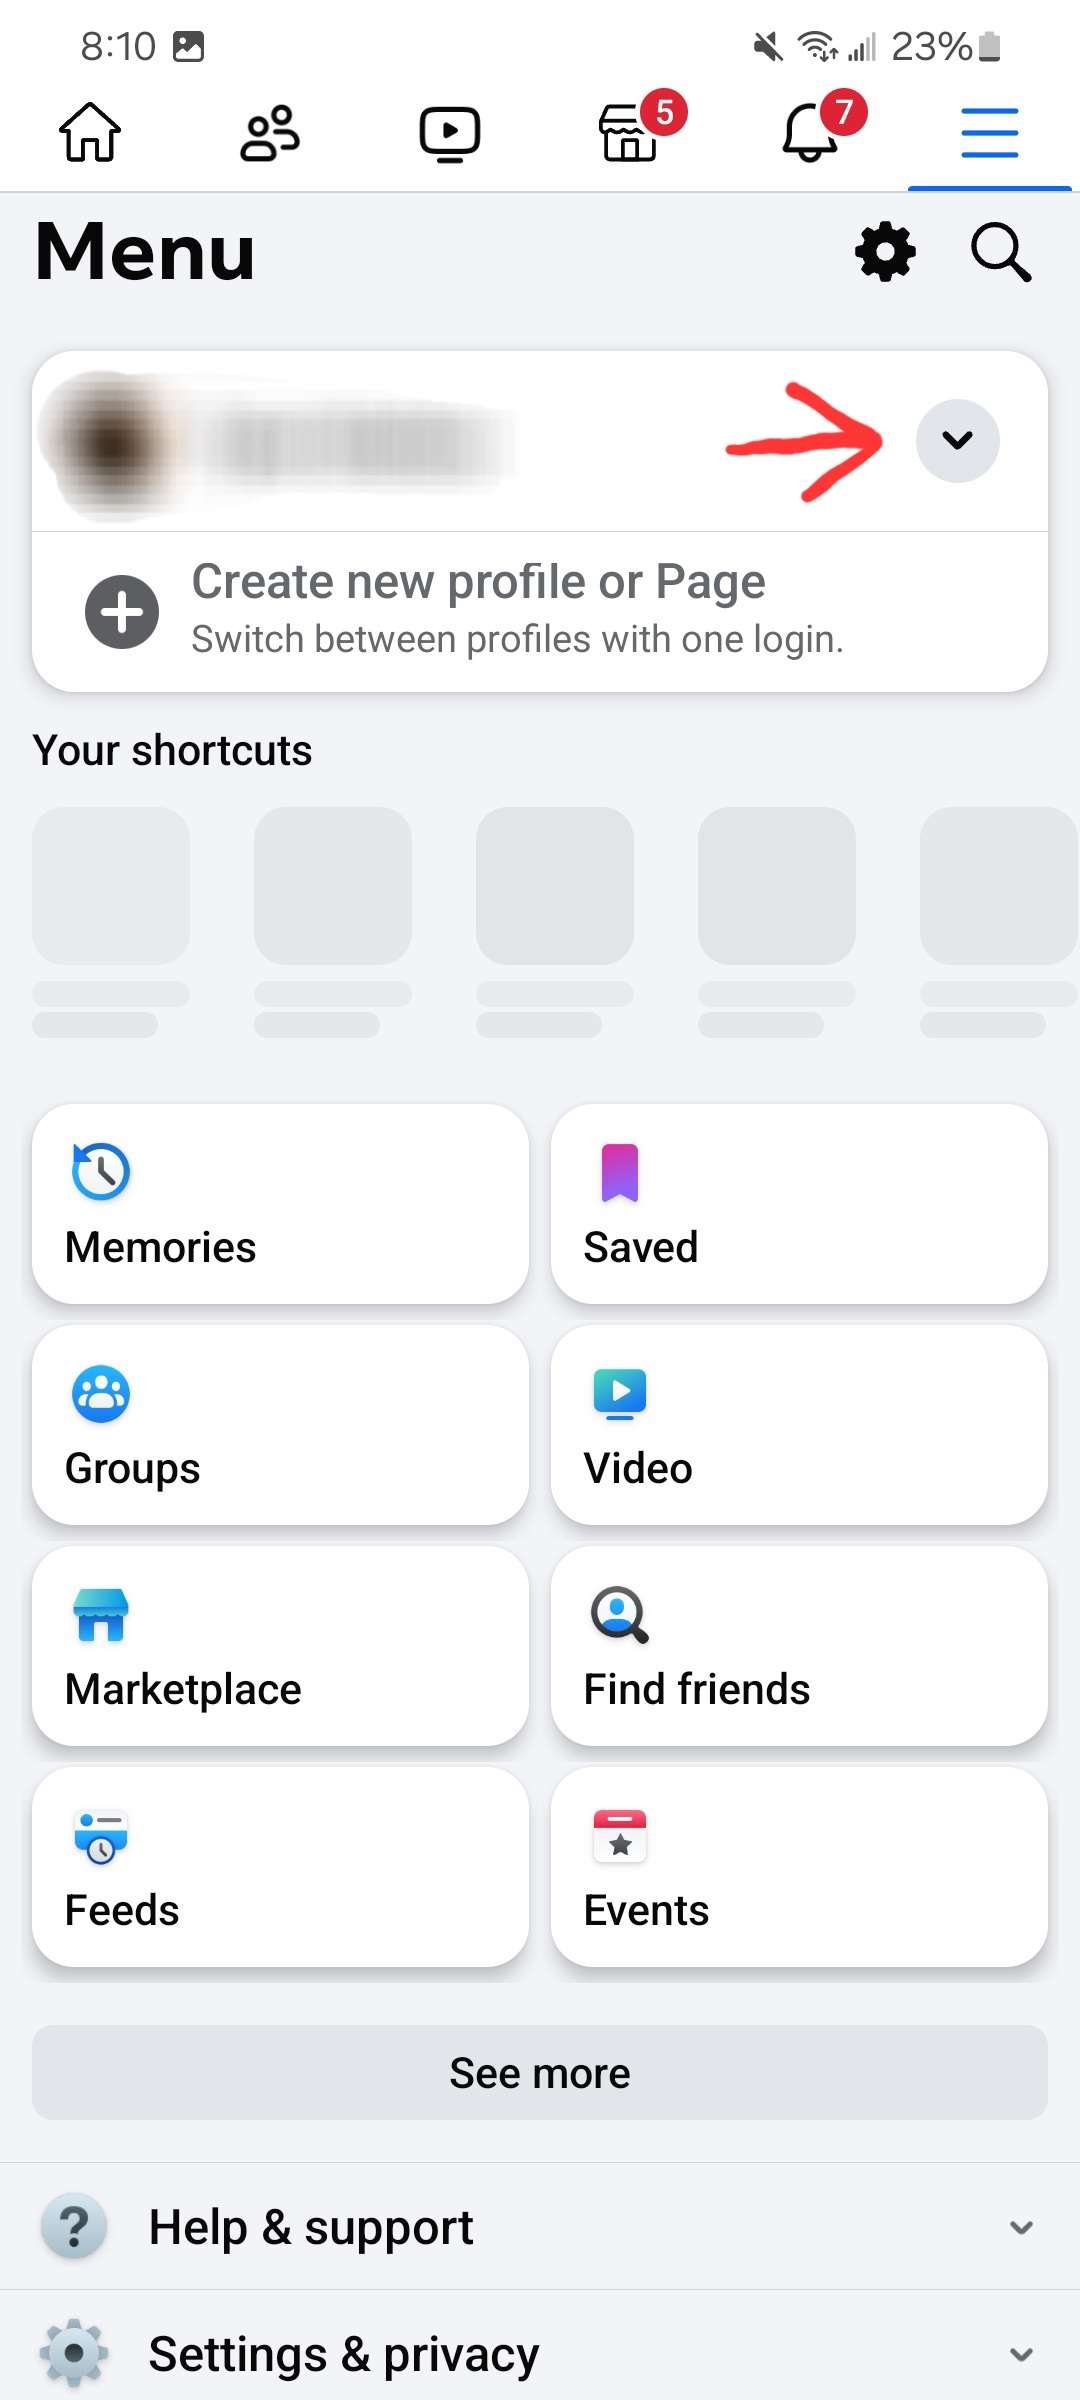 8:10 23%
5 7
Menu
Create new profile or Page
Switch between profiles with one login.
Your shortcuts
Memories Saved
Groups Video
Marketplace Find friends
Feeds Events
See more
Help & support
Settings & privacy